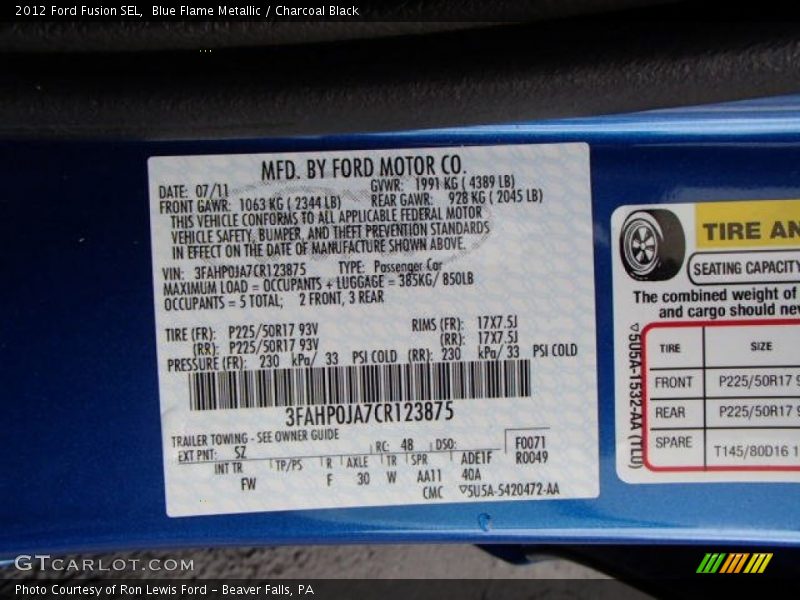 2012 Ford Fusion SEL,  Blue Flame Metallic / Charcoal Black
MFD. BY FORD MOTOR CO.
DATE: 07/11 GVWR: 1991 KG ( 4389 LB)
FRONT GAWR: 1063 KG ( 2344 LB) REAR GAWR: 928 KG ( 2045 LB)
THIS VEHICLE CONFORMS TO ALL APPLICABLE FEDERAL MOTOR
VEHICLE SAFETY, BUMPER, AND THEFT PREVENTION STANDARDS
IN EFFECT ON THE DATE OF MANUFACTURE SHOWN ABOVE.
VIN: 3FAHP0JA7CR123875 TYPE: Passenger Car
MAXIMUM LOAD = OCCUPANTS + LUGGAGE = 385KG/ 850LB
OCCUPANTS = 5 TOTAL; 2 FRONT, 3 REAR
TIRE (FR): P225/50R17 93V RIMS (FR): 17X7.5J
(RR): P225/50R17 93V (RR): 17X7.5J
PRESSURE (FR): 230 kPa/ 33 PSI COLD (RR): 230 kPa/ 33 PSI COLD
3FAHP0JA7CR123875
TRAILER TOWING - SEE OWNER GUIDE
EXT PNT: SZ RC: 48 DSO: F0071
INT TR TP/PS R AXLE TR SPR ADE1F R0049
FW F 30 W AA11 40A
CMC ▽5U5A-5420472-AA
TIRE AN
SEATING CAPACITY
The combined weight of
and cargo should nev
▽5U5A-1532-AA (TLU)
TIRE SIZE
FRONT P225/50R17 9
REAR P225/50R17 9
SPARE T145/80D16 1
GTCARLOT.COM
Photo Courtesy of Ron Lewis Ford - Beaver Falls, PA